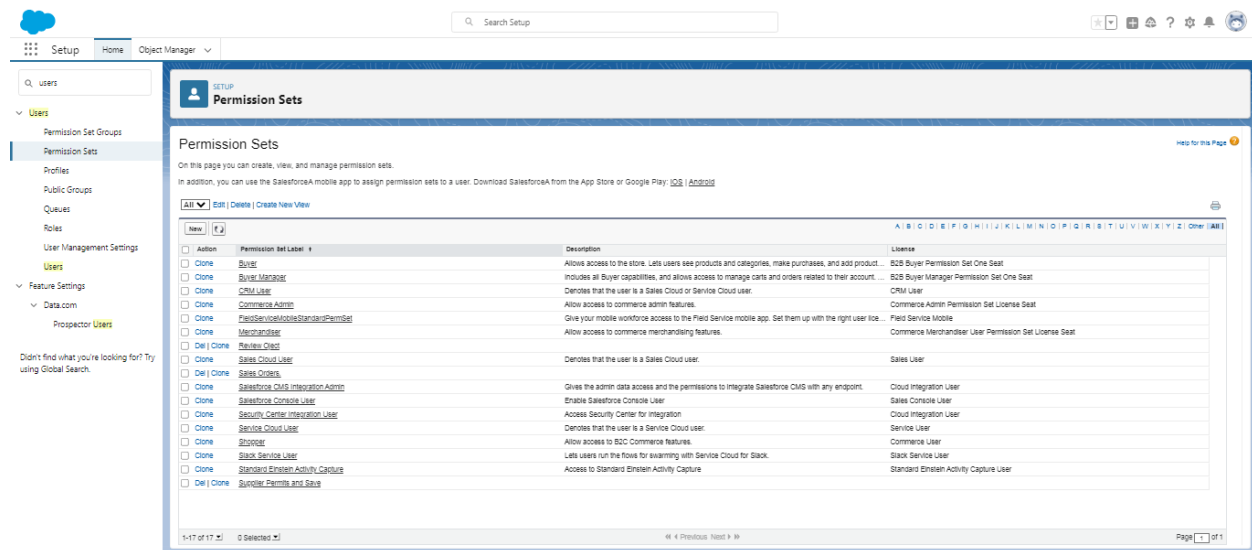 Search Setup
Setup Home Object Manager
users
Users
Permission Set Groups
Permission Sets
Profiles
Public Groups
Queues
Roles
User Management Settings
Users
Feature Settings
Data.com
Prospector Users
Didn't find what you're looking for? Try
using Global Search.
SETUP
Permission Sets
Permission Sets
Help for this Page
On this page you can create, view, and manage permission sets.
In addition, you can use the SalesforceA mobile app to assign permission sets to a user. Download SalesforceA from the App Store or Google Play: iOS | Android
All Edit | Delete | Create New View
New A | B | C | D | E | F | G | H | I | J | K | L | M | N | O | P | Q | R | S | T | U | V | W | X | Y | Z | Other | All
Action Permission Set Label ↑ Description License
Clone Buyer Allows access to the store. Lets users see products and categories, make purchases, and add product... B2B Buyer Permission Set One Seat
Clone Buyer Manager Includes all Buyer capabilities, and allows access to manage carts and orders related to their account. ... B2B Buyer Manager Permission Set One Seat
Clone CRM User Denotes that the user is a Sales Cloud or Service Cloud user. CRM User
Clone Commerce Admin Allow access to commerce admin features. Commerce Admin Permission Set License Seat
Clone FieldServiceMobileStandardPermSet Give your mobile workforce access to the Field Service mobile app. Set them up with the right user lice... Field Service Mobile
Clone Merchandiser Allow access to commerce merchandising features. Commerce Merchandiser User Permission Set License Seat
Del | Clone Review Oject
Clone Sales Cloud User Denotes that the user is a Sales Cloud user. Sales User
Del | Clone Sales Orders.
Clone Salesforce CMS Integration Admin Gives the admin data access and the permissions to integrate Salesforce CMS with any endpoint. Cloud Integration User
Clone Salesforce Console User Enable Salesforce Console User Sales Console User
Clone Security Center Integration User Access Security Center for Integration Cloud Integration User
Clone Service Cloud User Denotes that the user is a Service Cloud user. Service User
Clone Shopper Allow access to B2C Commerce features. Commerce User
Clone Slack Service User Lets users run the flows for swarming with Service Cloud for Slack. Slack Service User
Clone Standard Einstein Activity Capture Access to Standard Einstein Activity Capture Standard Einstein Activity Capture User
Del | Clone Supplier Permits and Save
1-17 of 17 0 Selected Previous Next Page 1 of 1